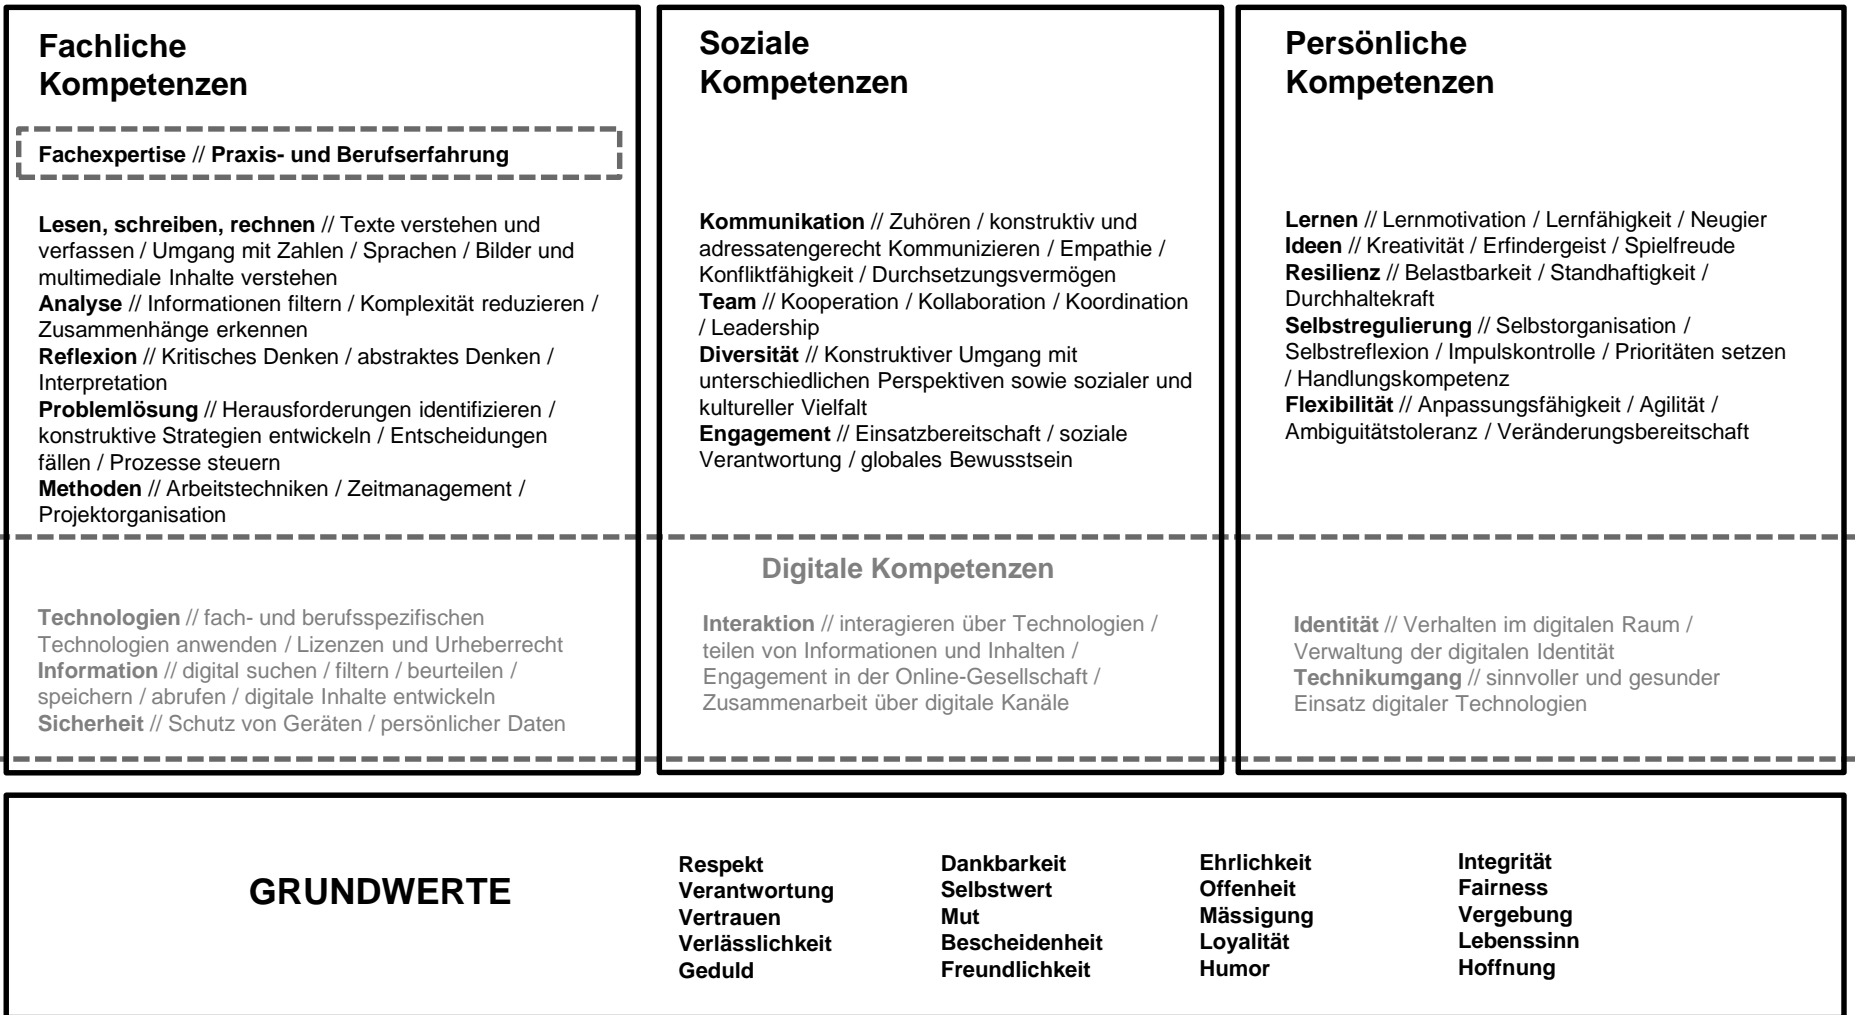 Fachliche
Kompetenzen
Fachexpertise // Praxis- und Berufserfahrung
Lesen, schreiben, rechnen // Texte verstehen und
verfassen / Umgang mit Zahlen / Sprachen / Bilder und
multimediale Inhalte verstehen
Analyse // Informationen filtern / Komplexität reduzieren /
Zusammenhänge erkennen
Reflexion // Kritisches Denken / abstraktes Denken /
Interpretation
Problemlösung // Herausforderungen identifizieren /
konstruktive Strategien entwickeln / Entscheidungen
fällen / Prozesse steuern
Methoden // Arbeitstechniken / Zeitmanagement /
Projektorganisation
Soziale
Kompetenzen
Kommunikation // Zuhören / konstruktiv und
adressatengerecht Kommunizieren / Empathie /
Konfliktfähigkeit / Durchsetzungsvermögen
Team // Kooperation / Kollaboration / Koordination
/ Leadership
Diversität // Konstruktiver Umgang mit
unterschiedlichen Perspektiven sowie sozialer und
kultureller Vielfalt
Engagement // Einsatzbereitschaft / soziale
Verantwortung / globales Bewusstsein
Persönliche
Kompetenzen
Lernen // Lernmotivation / Lernfähigkeit / Neugier
Ideen // Kreativität / Erfindergeist / Spielfreude
Resilienz // Belastbarkeit / Standhaftigkeit /
Durchhaltekraft
Selbstregulierung // Selbstorganisation /
Selbstreflexion / Impulskontrolle / Prioritäten setzen
/ Handlungskompetenz
Flexibilität // Anpassungsfähigkeit / Agilität /
Ambiguitätstoleranz / Veränderungsbereitschaft
Digitale Kompetenzen
Technologien // fach- und berufsspezifischen
Technologien anwenden / Lizenzen und Urheberrecht
Information // digital suchen / filtern / beurteilen /
speichern / abrufen / digitale Inhalte entwickeln
Sicherheit // Schutz von Geräten / persönlicher Daten
Interaktion // interagieren über Technologien /
teilen von Informationen und Inhalten /
Engagement in der Online-Gesellschaft /
Zusammenarbeit über digitale Kanäle
Identität // Verhalten im digitalen Raum /
Verwaltung der digitalen Identität
Technikumgang // sinnvoller und gesunder
Einsatz digitaler Technologien
GRUNDWERTE
Respekt
Verantwortung
Vertrauen
Verlässlichkeit
Geduld
Dankbarkeit
Selbstwert
Mut
Bescheidenheit
Freundlichkeit
Ehrlichkeit
Offenheit
Mässigung
Loyalität
Humor
Integrität
Fairness
Vergebung
Lebenssinn
Hoffnung